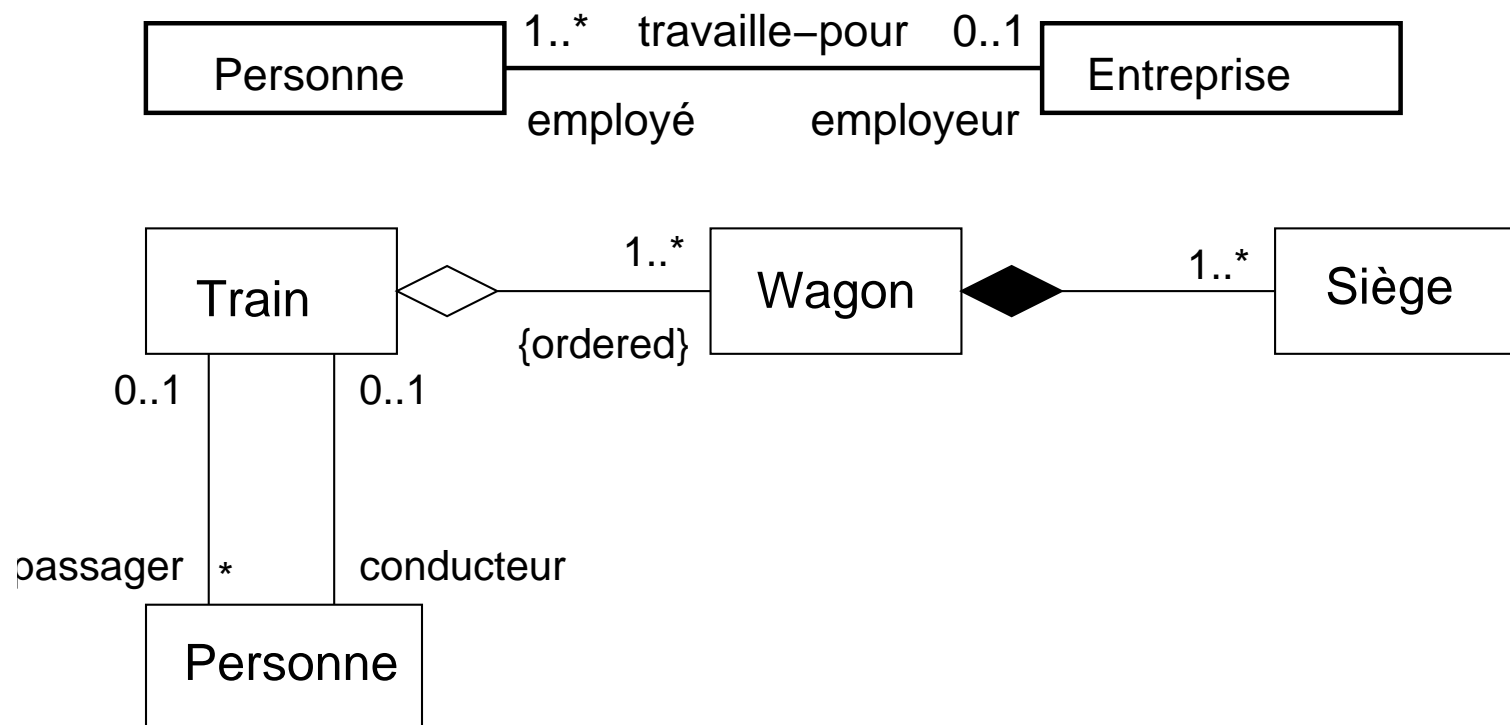 1..* travaille–pour 0..1
Personne Entreprise
employé employeur
1..* 1..*
Train Wagon Siège
{ordered}
0..1 0..1
passager * conducteur
Personne